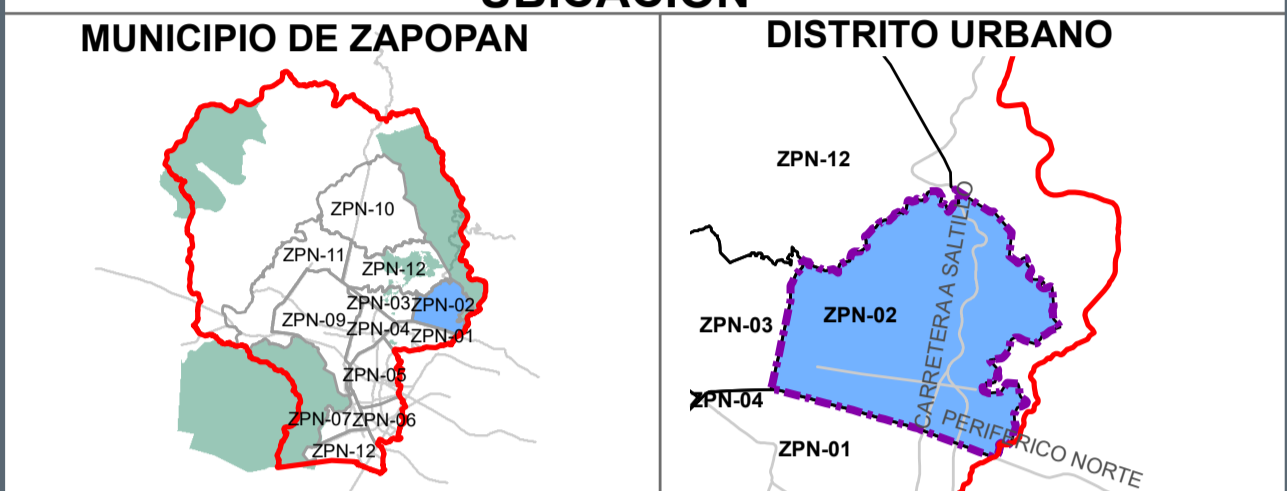 UBICACIÓN
MUNICIPIO DE ZAPOPAN
ZPN-10
ZPN-11
ZPN-12
ZPN-03
ZPN-02
ZPN-09
ZPN-04
ZPN-01
ZPN-05
ZPN-07
ZPN-06
ZPN-12
DISTRITO URBANO
ZPN-12
ZPN-02
ZPN-03
CARRETERA A SALTILLO
ZPN-04
ZPN-01
PERIFERICO NORTE